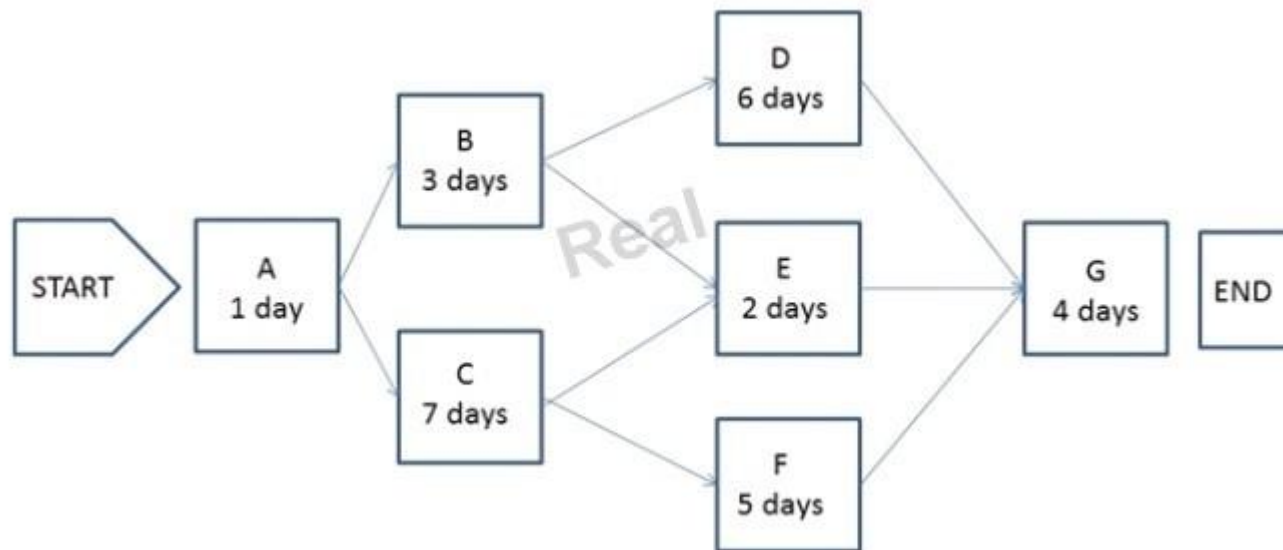 START
A
1 day
B
3 days
C
7 days
D
6 days
E
2 days
F
5 days
G
4 days
END
Real